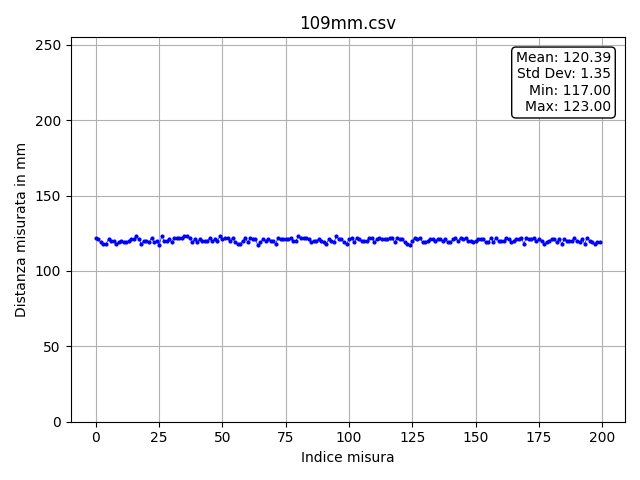 109mm.csv
Mean: 120.39
Std Dev: 1.35
Min: 117.00
Max: 123.00
Distanza misurata in mm
250
200
150
100
50
0
0 25 50 75 100 125 150 175 200
Indice misura